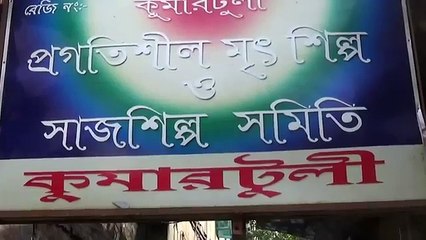 রেজি নং:-
কুমারটুলী
প্রগতিশীল মৃৎ শিল্প
ও
সাজশিল্প সমিতি
কুমারটুলী